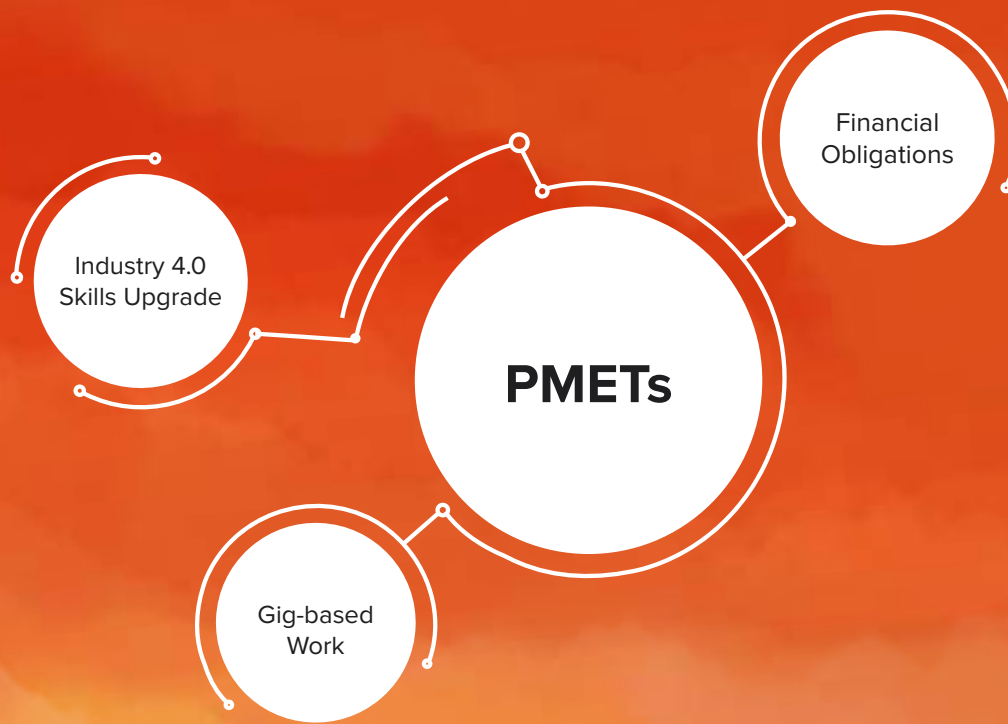 Financial
Obligations
Industry 4.0
Skills Upgrade
PMETs
Gig-based
Work